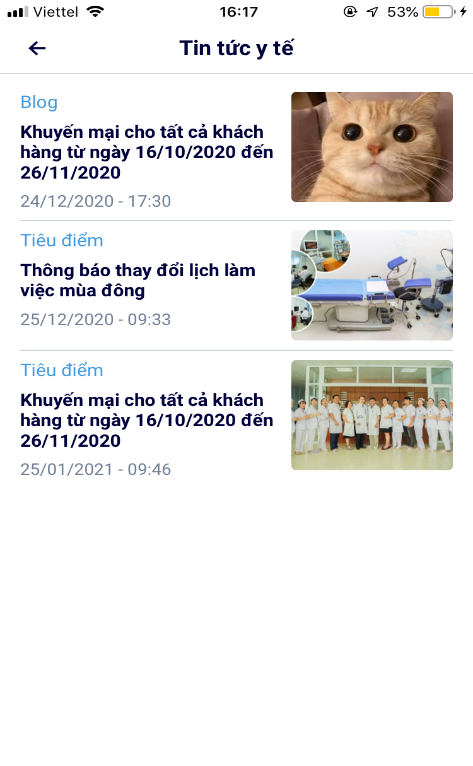 Viettel 16:17 53%
Tin tức y tế
Blog
Khuyến mại cho tất cả khách
hàng từ ngày 16/10/2020 đến
26/11/2020
24/12/2020 - 17:30
Tiêu điểm
Thông báo thay đổi lịch làm
việc mùa đông
25/12/2020 - 09:33
Tiêu điểm
Khuyến mại cho tất cả khách
hàng từ ngày 16/10/2020 đến
26/11/2020
25/01/2021 - 09:46